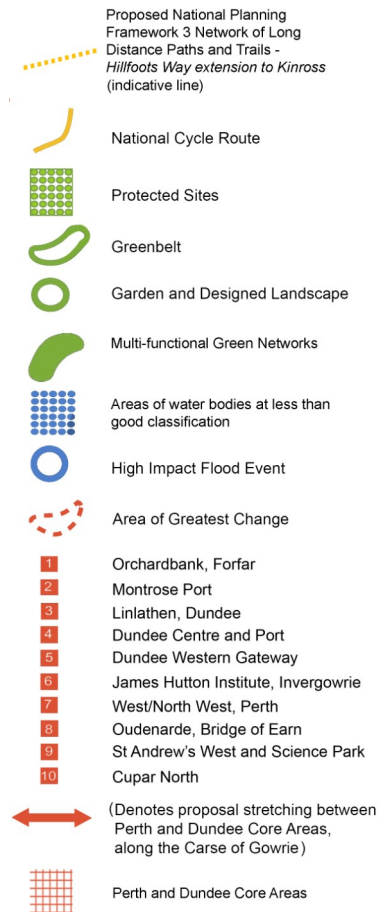 Proposed National Planning
Framework 3 Network of Long
Distance Paths and Trails -
Hillfoots Way extension to Kinross
(indicative line)
National Cycle Route
Protected Sites
Greenbelt
Garden and Designed Landscape
Multi-functional Green Networks
Areas of water bodies at less than
good classification
High Impact Flood Event
Area of Greatest Change
1 Orchardbank, Forfar
2 Montrose Port
3 Linlathen, Dundee
4 Dundee Centre and Port
5 Dundee Western Gateway
6 James Hutton Institute, Invergowrie
7 West/North West, Perth
8 Oudenarde, Bridge of Earn
9 St Andrew's West and Science Park
10 Cupar North
(Denotes proposal stretching between
Perth and Dundee Core Areas,
along the Carse of Gowrie)
Perth and Dundee Core Areas